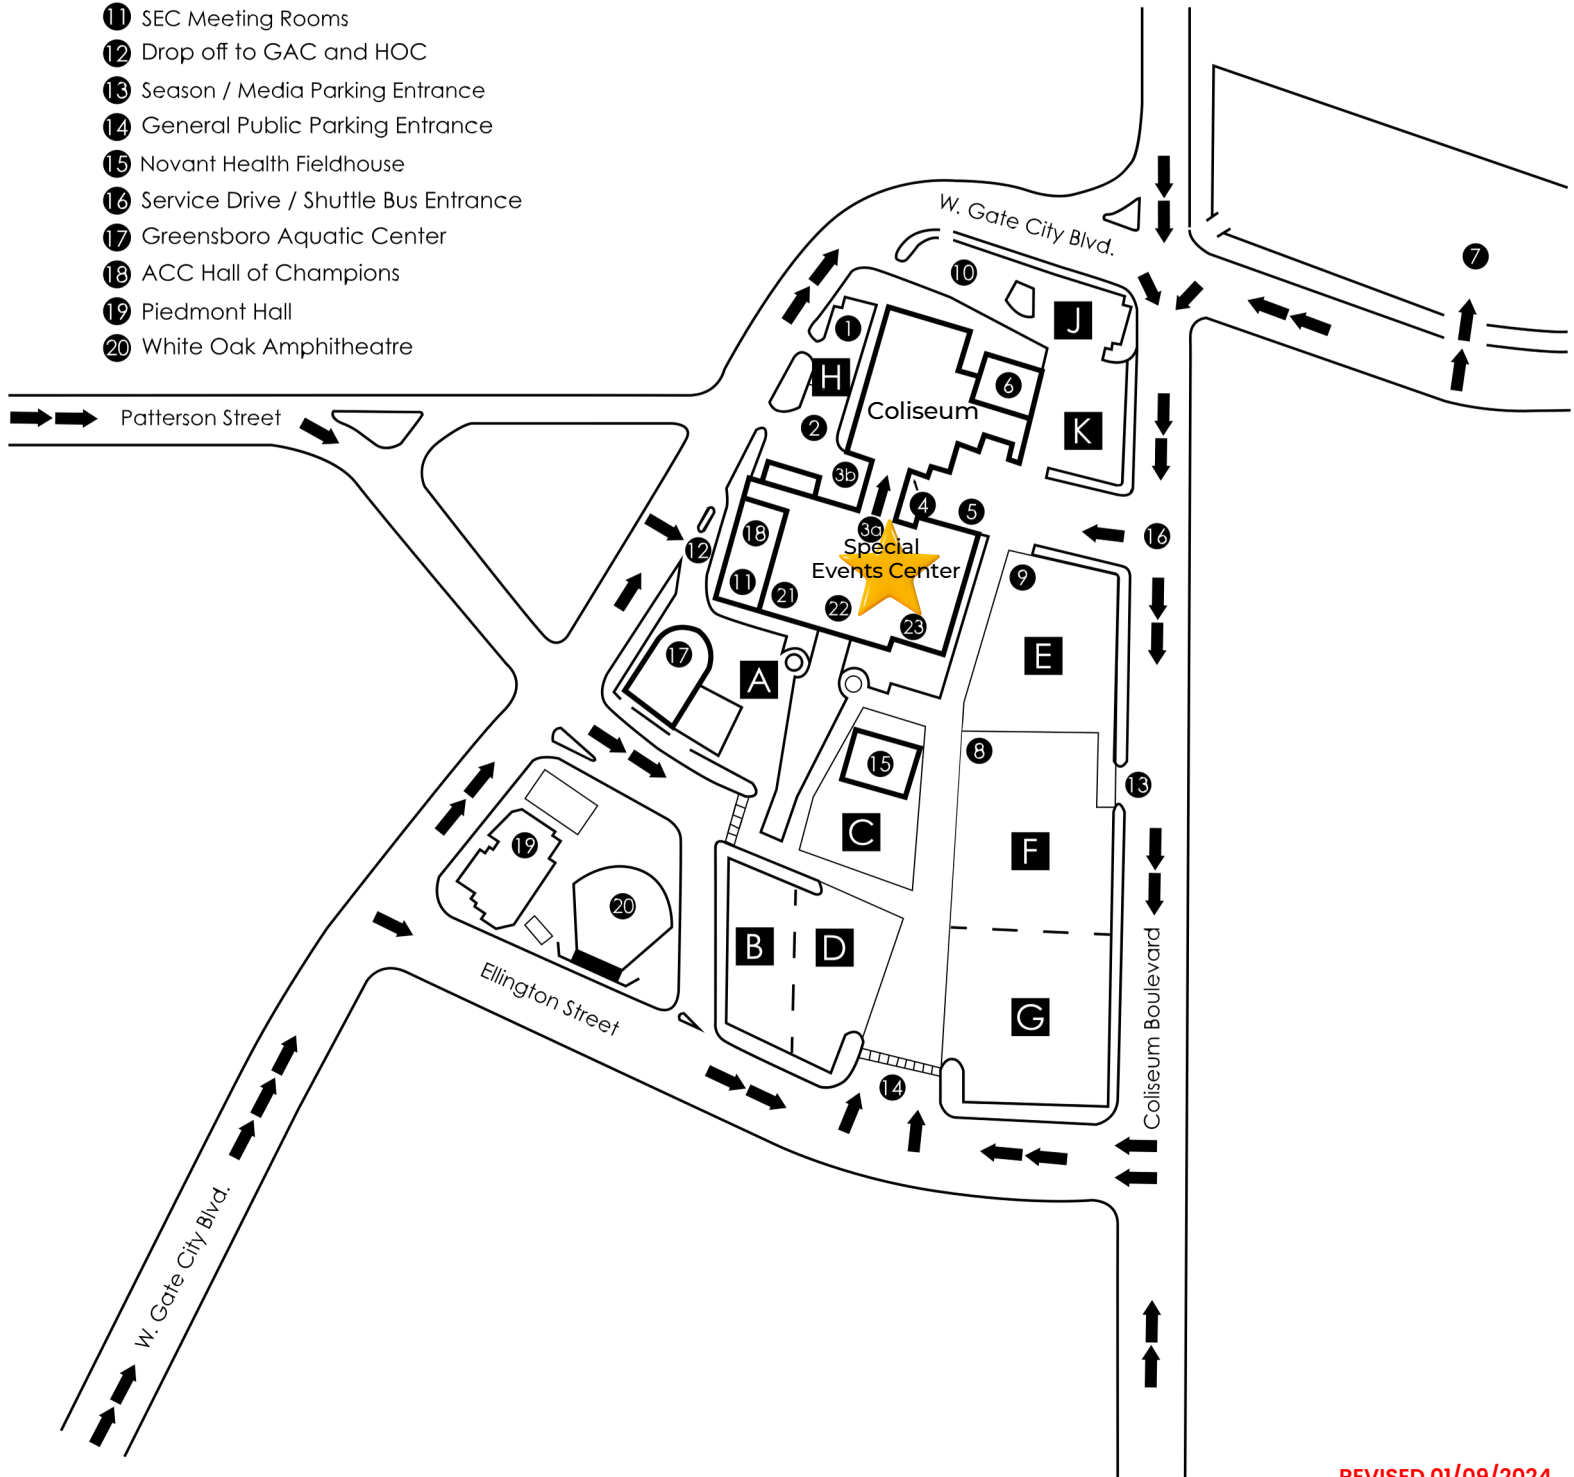 11 SEC Meeting Rooms
12 Drop off to GAC and HOC
13 Season / Media Parking Entrance
14 General Public Parking Entrance
15 Novant Health Fieldhouse
16 Service Drive / Shuttle Bus Entrance
17 Greensboro Aquatic Center
18 ACC Hall of Champions
19 Piedmont Hall
20 White Oak Amphitheatre
W. Gate City Blvd.
7
10
J
1
H
6
Coliseum
K
Patterson Street
2
3b
4
5
3a
16
18
12
Special
Events Center
9
11
21
22
23
E
17
A
8
15
13
C
F
19
20
B
D
Ellington Street
G
Coliseum Boulevard
14
W. Gate City Blvd.
REVISED 01/09/2024